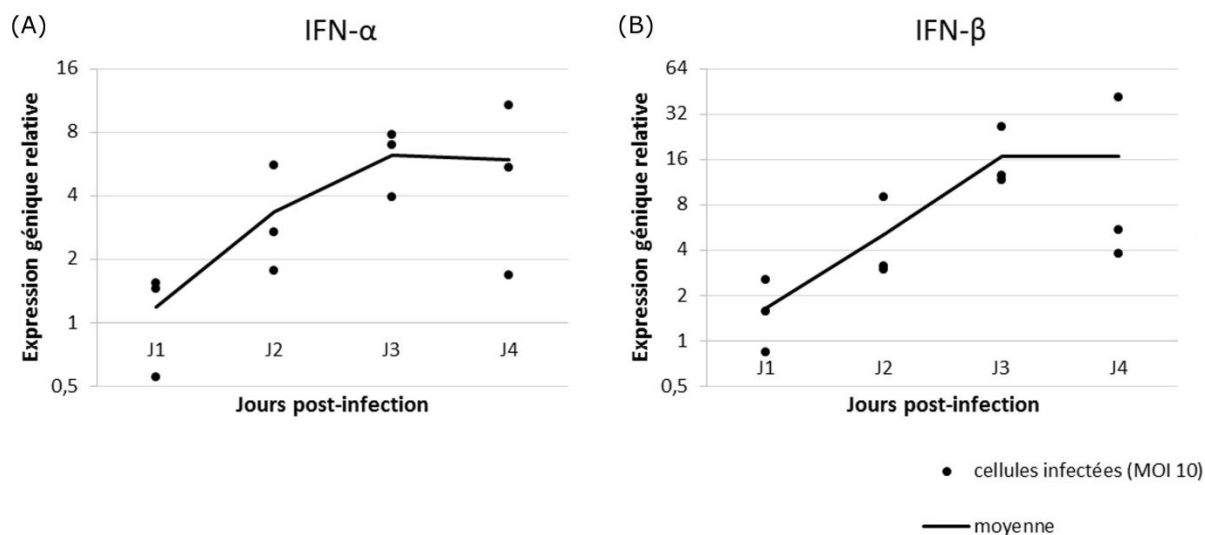 (A)
IFN-α
Expression génique relative
16
8
4
2
1
0,5
J1
J2
J3
J4
Jours post-infection
(B)
IFN-β
Expression génique relative
64
32
16
8
4
2
1
0,5
J1
J2
J3
J4
Jours post-infection
cellules infectées (MOI 10)
moyenne